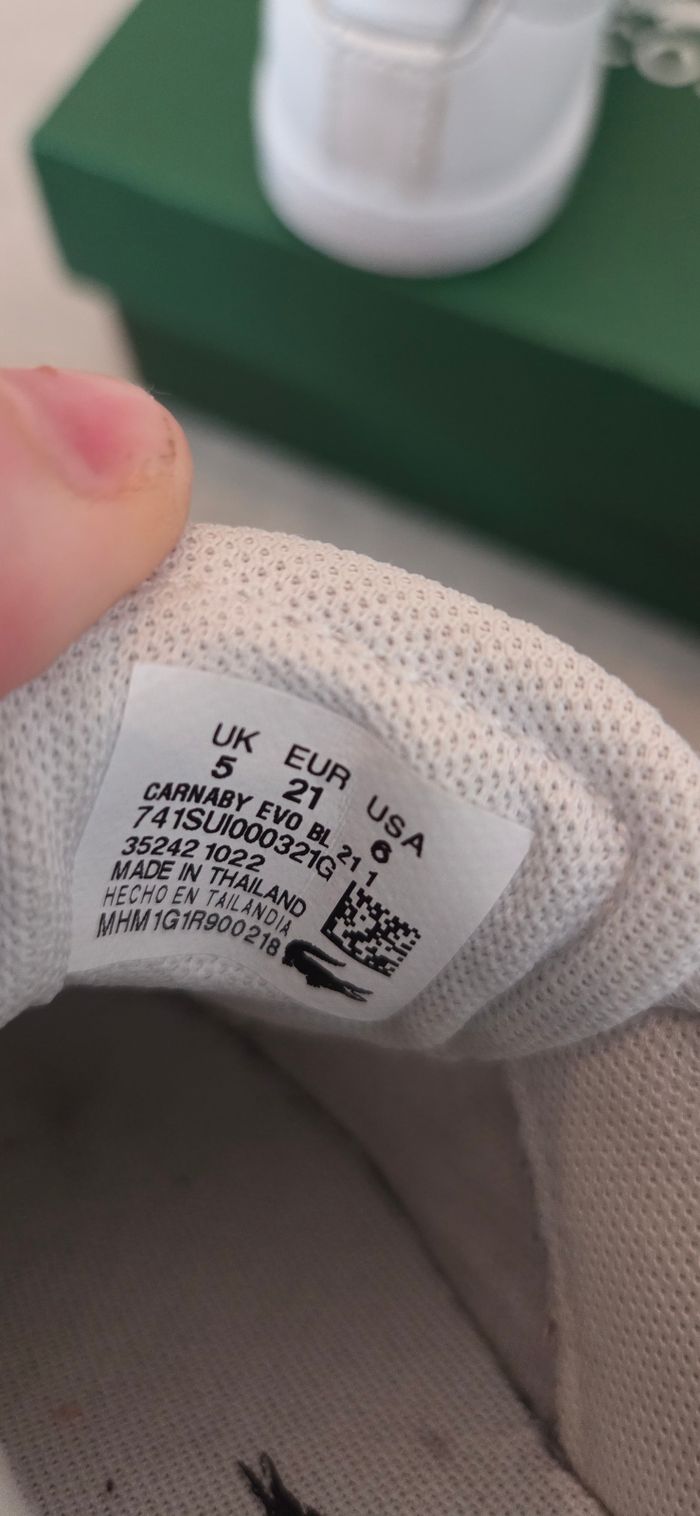 UK EUR USA
5 21 6
CARNABY EVO BL 21 1
741SUI000321G
35242 1022
MADE IN THAILAND
HECHO EN TAILANDIA
MHM1G1R900218